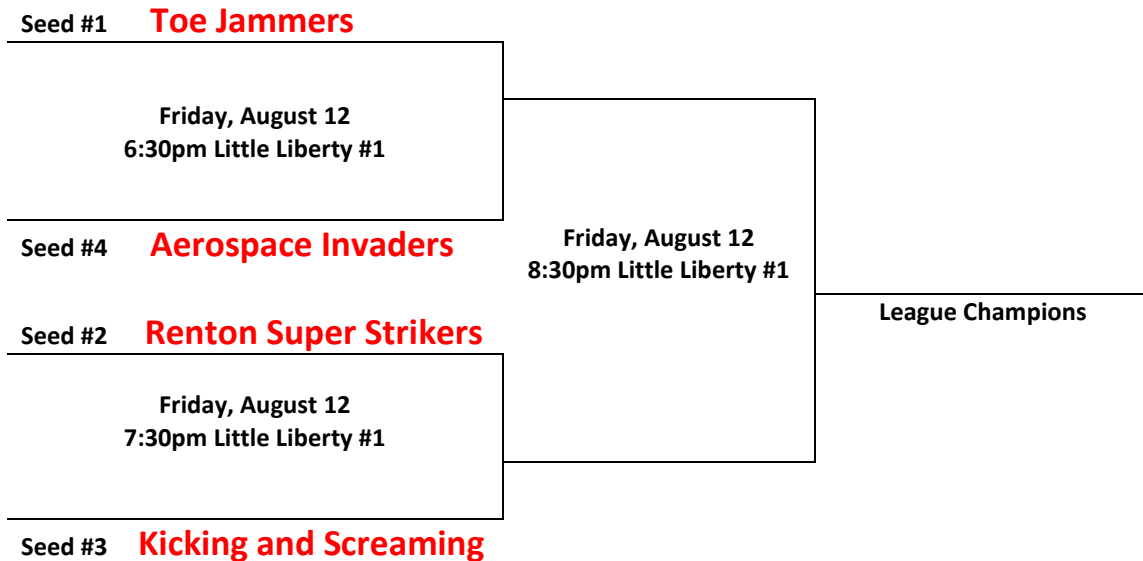 Seed #1 Toe Jammers
Friday, August 12
6:30pm Little Liberty #1
Seed #4 Aerospace Invaders
Friday, August 12
8:30pm Little Liberty #1
League Champions
Seed #2 Renton Super Strikers
Friday, August 12
7:30pm Little Liberty #1
Seed #3 Kicking and Screaming